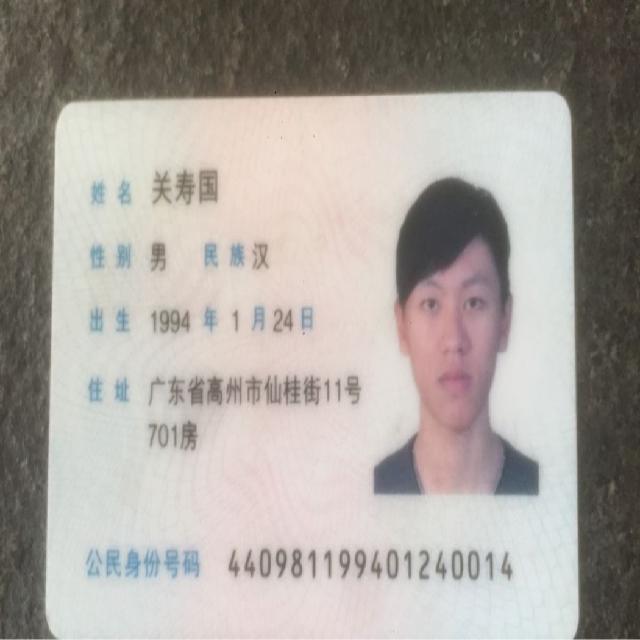 姓名 关寿国
性别 男 民族 汉
出生 1994 年 1 月 24 日
住址 广东省高州市仙桂街11号
701房
公民身份号码 440981199401240014